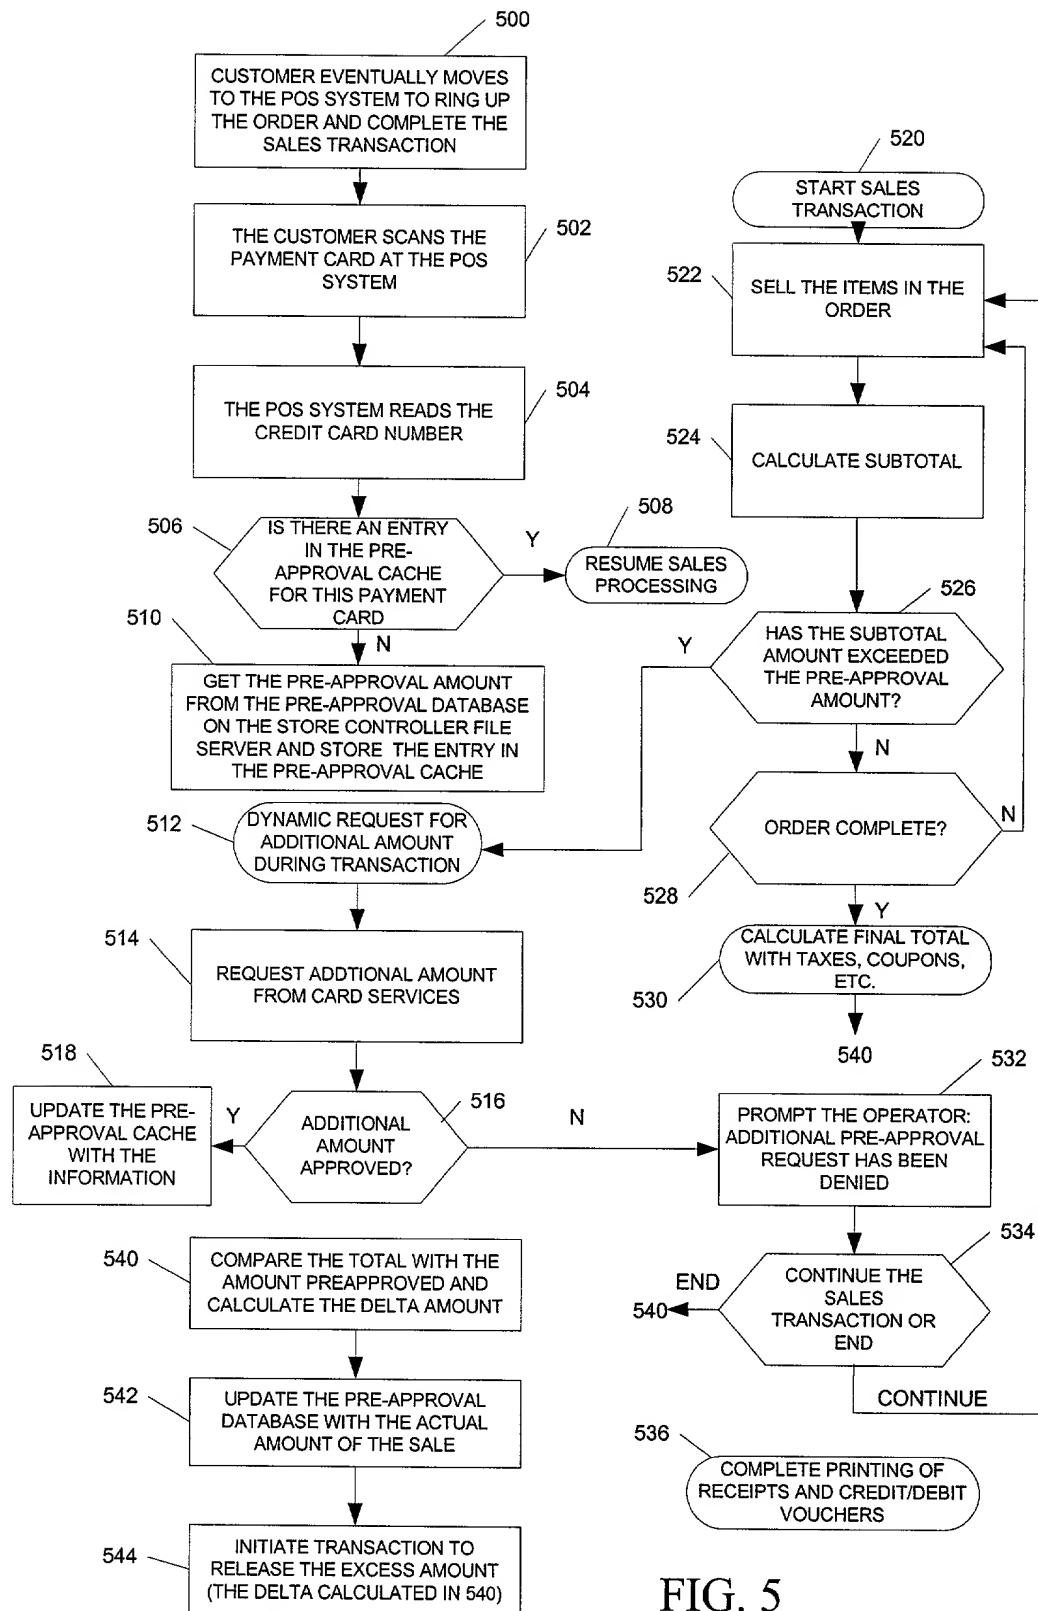 500
CUSTOMER EVENTUALLY MOVES
TO THE POS SYSTEM TO RING UP
THE ORDER AND COMPLETE THE
SALES TRANSACTION
502
THE CUSTOMER SCANS THE
PAYMENT CARD AT THE POS
SYSTEM
504
THE POS SYSTEM READS THE
CREDIT CARD NUMBER
506
IS THERE AN ENTRY
IN THE PRE-
APPROVAL CACHE
FOR THIS PAYMENT
CARD
Y
508
RESUME SALES
PROCESSING
N
510
GET THE PRE-APPROVAL AMOUNT
FROM THE PRE-APPROVAL DATABASE
ON THE STORE CONTROLLER FILE
SERVER AND STORE THE ENTRY IN
THE PRE-APPROVAL CACHE
512
DYNAMIC REQUEST FOR
ADDITIONAL AMOUNT
DURING TRANSACTION
514
REQUEST ADDTIONAL AMOUNT
FROM CARD SERVICES
516
ADDITIONAL
AMOUNT
APPROVED?
Y
518
UPDATE THE PRE-
APPROVAL CACHE
WITH THE
INFORMATION
N
520
START SALES
TRANSACTION
522
SELL THE ITEMS IN THE
ORDER
524
CALCULATE SUBTOTAL
526
HAS THE SUBTOTAL
AMOUNT EXCEEDED
THE PRE-APPROVAL
AMOUNT?
Y
N
528
ORDER COMPLETE?
N
Y
530
CALCULATE FINAL TOTAL
WITH TAXES, COUPONS,
ETC.
540
532
PROMPT THE OPERATOR:
ADDITIONAL PRE-APPROVAL
REQUEST HAS BEEN
DENIED
534
CONTINUE THE
SALES
TRANSACTION OR
END
END
540
CONTINUE
536
COMPLETE PRINTING OF
RECEIPTS AND CREDIT/DEBIT
VOUCHERS
540
COMPARE THE TOTAL WITH THE
AMOUNT PREAPPROVED AND
CALCULATE THE DELTA AMOUNT
542
UPDATE THE PRE-APPROVAL
DATABASE WITH THE ACTUAL
AMOUNT OF THE SALE
544
INITIATE TRANSACTION TO
RELEASE THE EXCESS AMOUNT
(THE DELTA CALCULATED IN 540)
FIG. 5